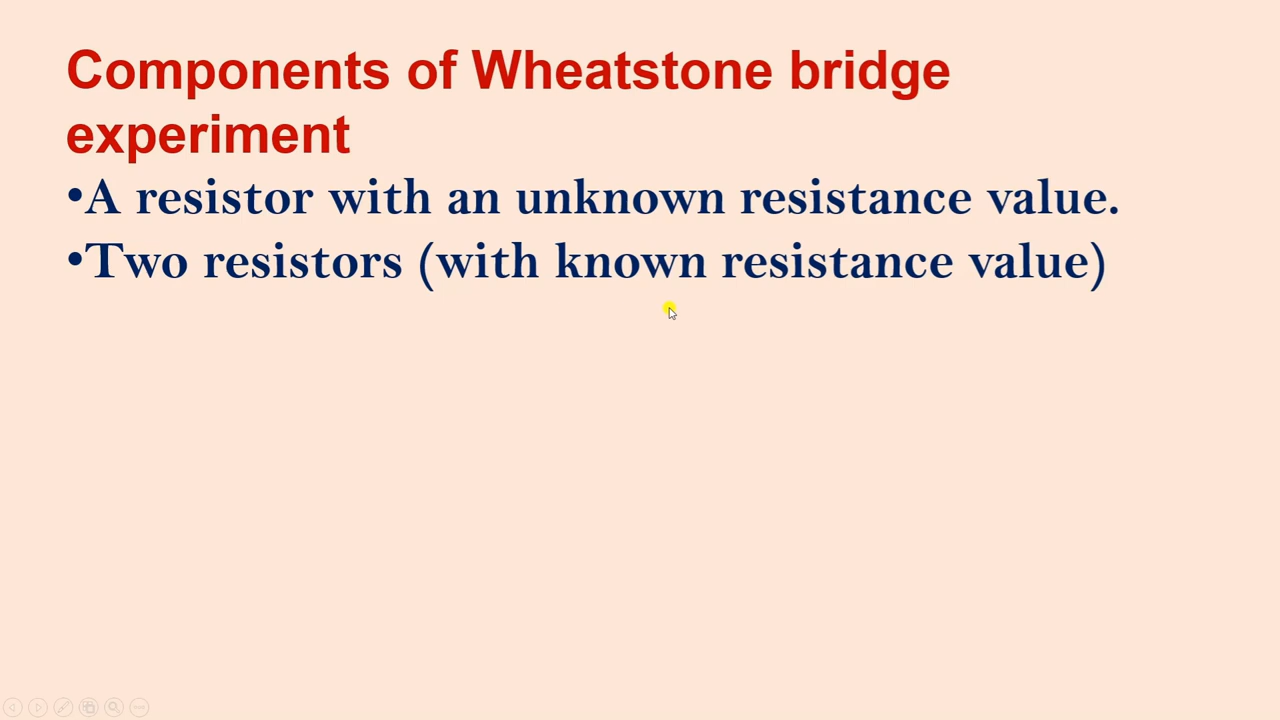 Components of Wheatstone bridge
experiment
•A resistor with an unknown resistance value.
•Two resistors (with known resistance value)